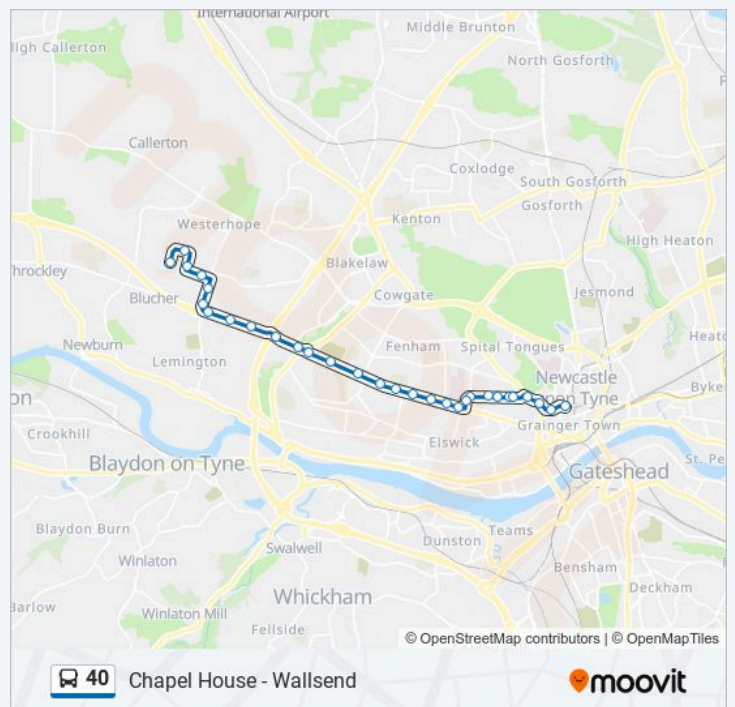 International Airport
Middle Brunton
High Callerton
North Gosforth
Callerton
Coxlodge
South Gosforth
Gosforth
Westerhope
Kenton
High Heaton
Blakelaw
Throckley
Blucher
Cowgate
Jesmond
Newburn
Fenham
Spital Tongues
Lemington
Newcastle
upon Tyne
Grainger Town
Crookhill
Elswick
Blaydon on Tyne
Gateshead
St. Pe
Blaydon Burn
Dunston
Teams
Swalwell
Winlaton
Bensham
Whickham
Deckham
Barlow
Winlaton Mill
Fellside
© OpenStreetMap contributors | © OpenMapTiles
40 Chapel House - Wallsend
moovit